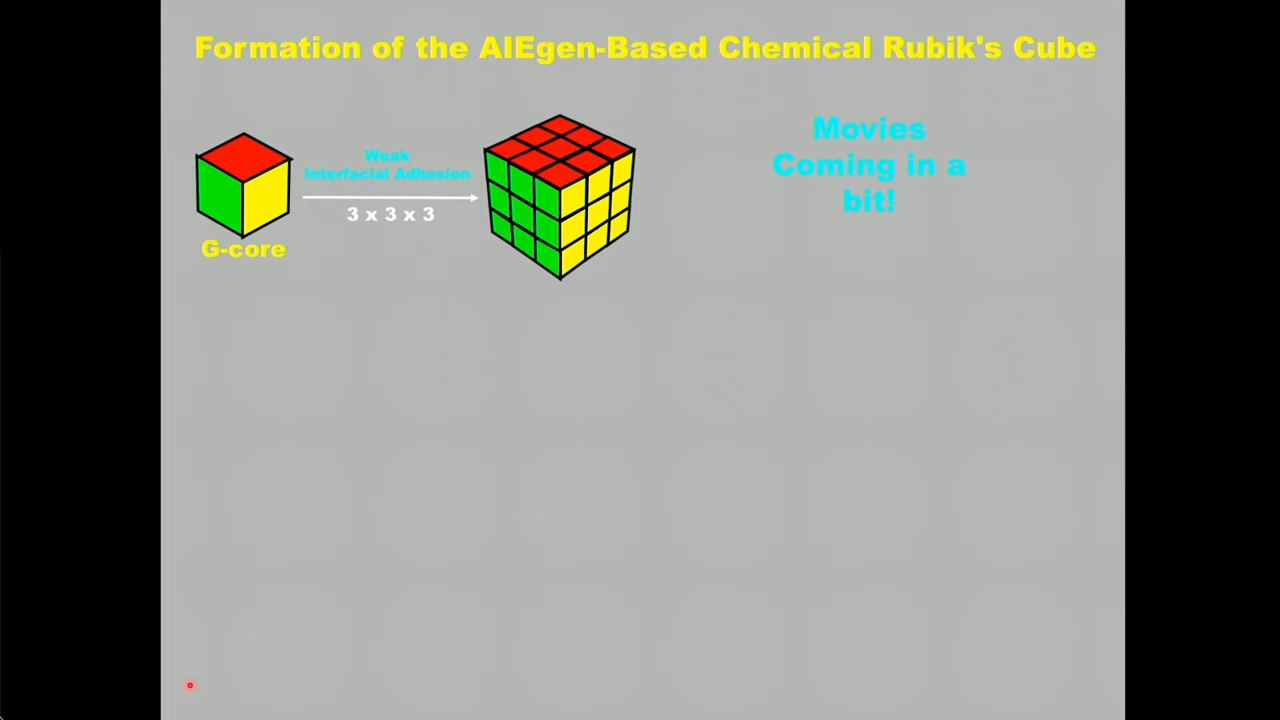 Formation of the AIEgen-Based Chemical Rubik's Cube
Movies
Coming in a
bit!
Weak
Interfacial Adhesion
3 x 3 x 3
G-core